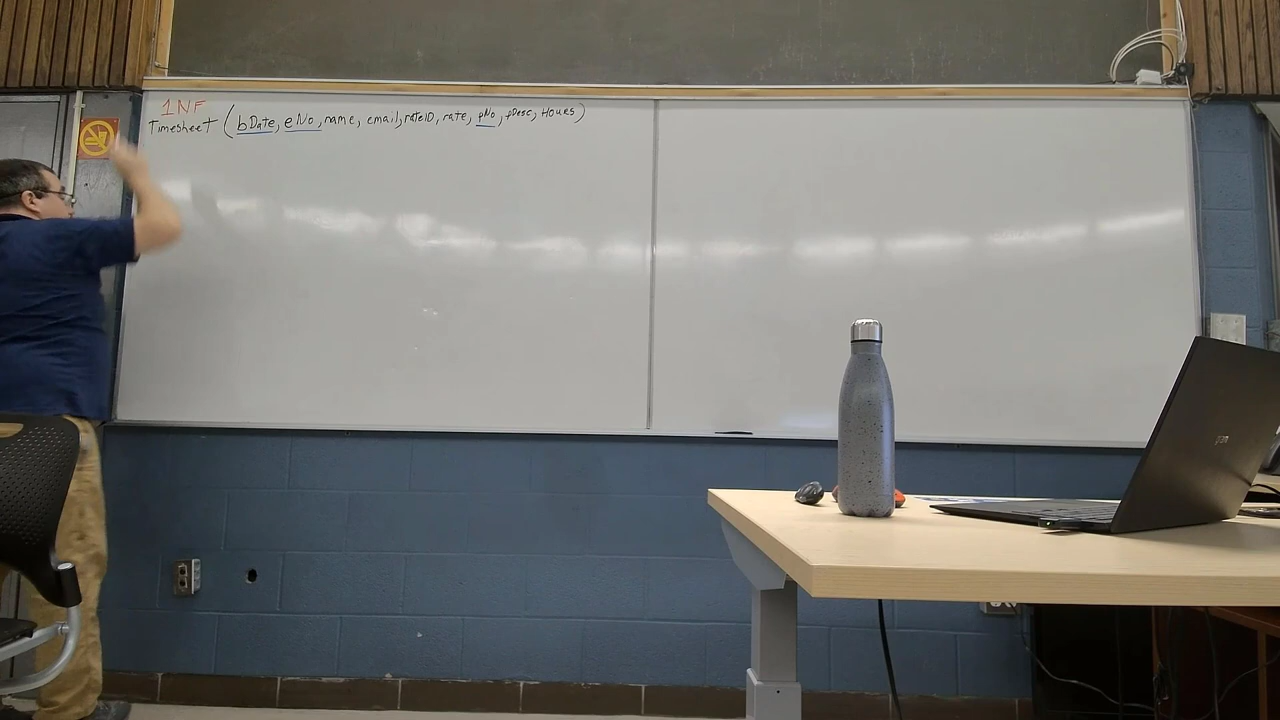 1NF
Timesheet (bDate, eNo, name, email, rateID, rate, pNo, pDesc, Hours)